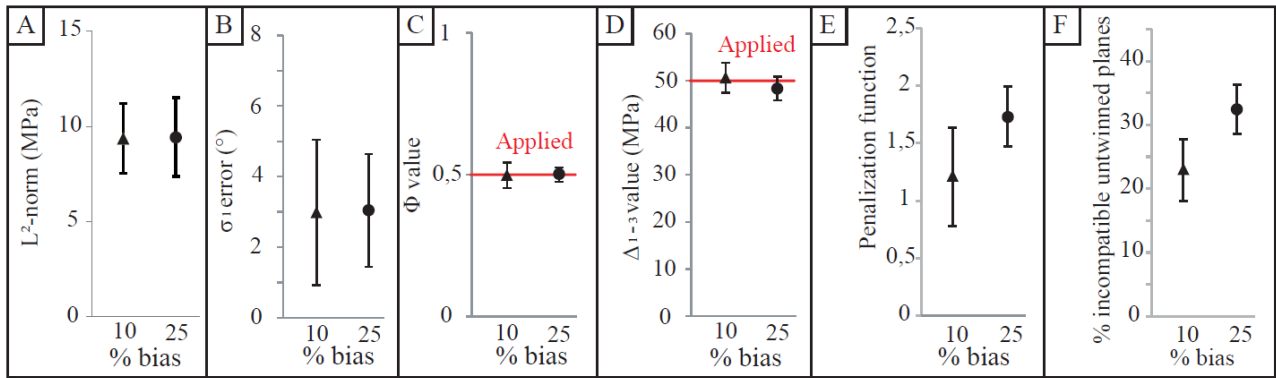 A
L²-norm (MPa)
15
10
5
0
10 25
% bias
B
σ₁ error (°)
8
6
4
2
0
10 25
% bias
C
Φ value
1
0,5
0
Applied
10 25
% bias
D
Δ₁₋₃ value (MPa)
60
50
40
50
30
20
10
0
Applied
10 25
% bias
E
Penalization function
2
2
1.5
1
0,5
0
10 25
% bias
F
% incompatible untwinned planes
40
30
20
10
0
10 25
% bias